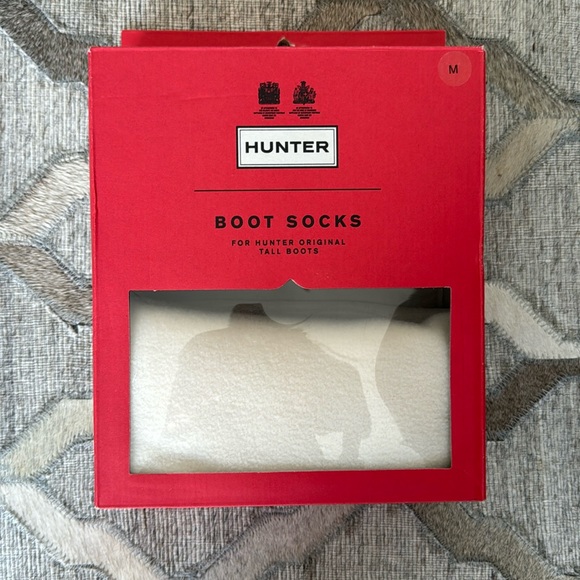 M
HUNTER
BOOT SOCKS
FOR HUNTER ORIGINAL
TALL BOOTS